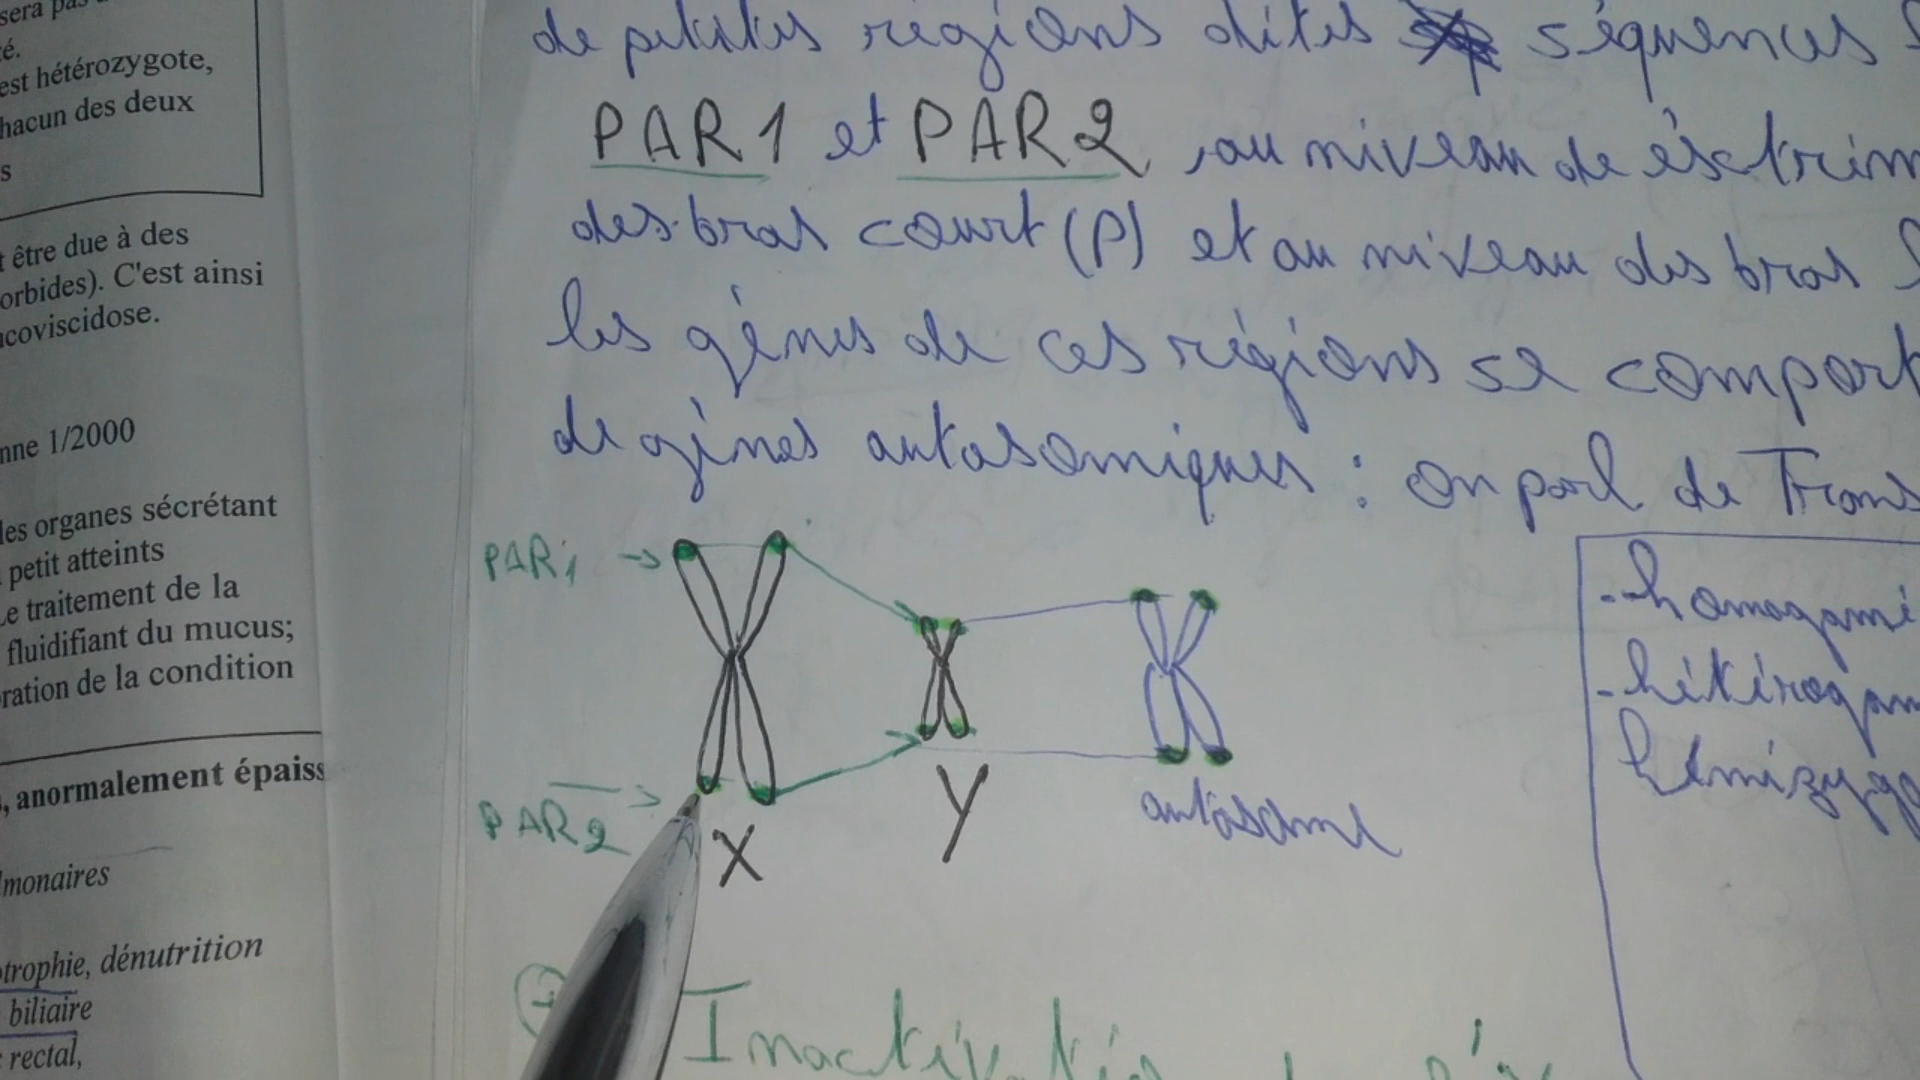 sera pas
é.
est hétérozygote,
hacun des deux
s
être due à des
orbides). C'est ainsi
coviscidose.
nne 1/2000
les organes sécrétant
petit atteints
Le traitement de la
fluidifiant du mucus;
ration de la condition
, anormalement épaiss
monaires
trophie, dénutrition
biliaire
rectal,
de petites régions dites séquences
PAR1 et PAR2, au niveau de
des bras court (p) et au niveau des bras
les gènes de ces régions se comport
de gènes autosomiques : on parl de Trans
PAR1
PAR2
X
Y
autosome
- homogamé
- hétérogam
hémizyg
Inactiv